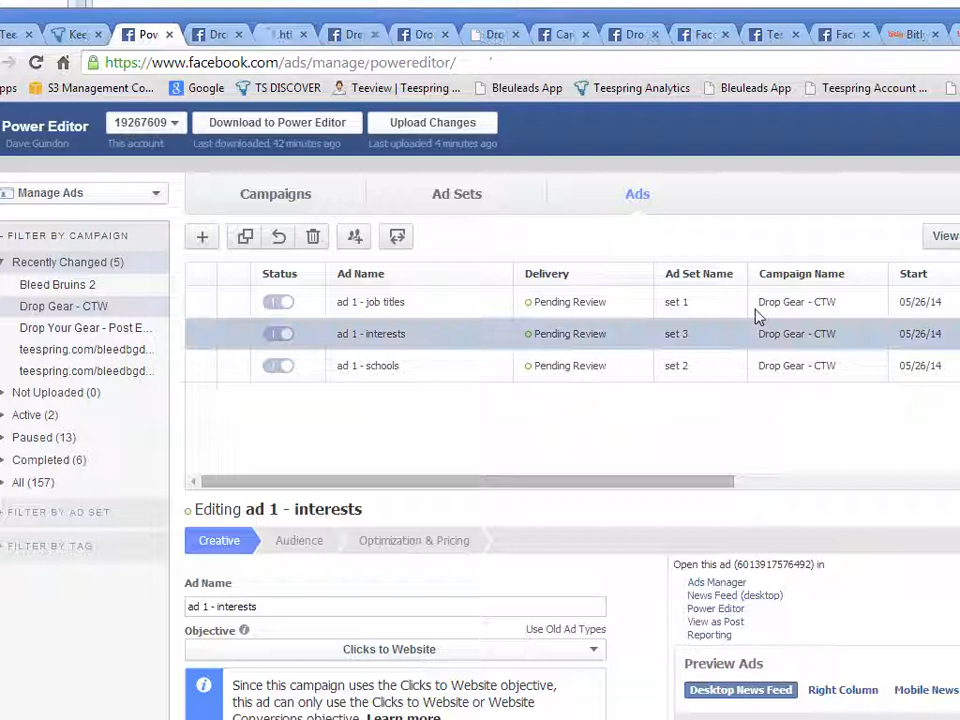 Tee
Kee
Pov
Dro
hti
Dro
Dro
Dro
Cap
Dro
Face
Tes
Face
Bitly
https://www.facebook.com/ads/manage/powereditor/
pps
S3 Management Co...
Google
TS DISCOVER
Teeview | Teespring ...
Bleuleads App
Teespring Analytics
Bleuleads App
Teespring Account ...
Power Editor
Dave Guindon
19267609
This account
Download to Power Editor
Last downloaded 42 minutes ago
Upload Changes
Last uploaded 4 minutes ago
Manage Ads
Campaigns
Ad Sets
Ads
FILTER BY CAMPAIGN
View
Recently Changed (5)
Bleed Bruins 2
Drop Gear - CTW
Drop Your Gear - Post E...
teespring.com/bleedbgd...
teespring.com/bleedbgd...
Not Uploaded (0)
Active (2)
Paused (13)
Completed (6)
All (157)
FILTER BY AD SET
FILTER BY TAG
Status Ad Name Delivery Ad Set Name Campaign Name Start
ad 1 - job titles Pending Review set 1 Drop Gear - CTW 05/26/14
ad 1 - interests Pending Review set 3 Drop Gear - CTW 05/26/14
ad 1 - schools Pending Review set 2 Drop Gear - CTW 05/26/14
Editing ad 1 - interests
Creative Audience Optimization & Pricing
Ad Name
ad 1 - interests
Objective
Use Old Ad Types
Clicks to Website
Since this campaign uses the Clicks to Website objective,
this ad can only use the Clicks to Website or Website
Conversions objective. Learn more.
Open this ad (6013917576492) in
Ads Manager
News Feed (desktop)
Power Editor
View as Post
Reporting
Preview Ads
Desktop News Feed Right Column Mobile News